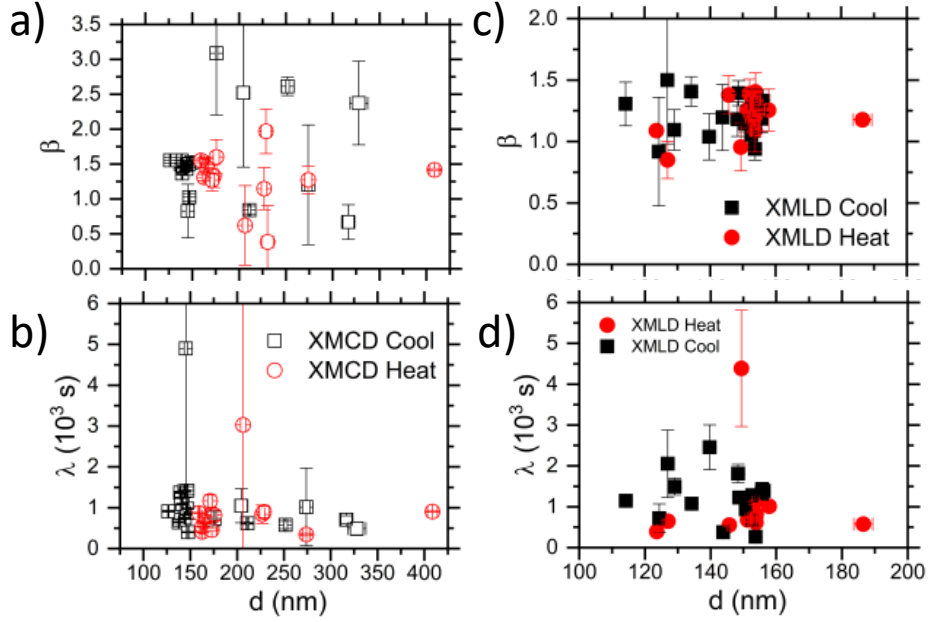 a)
3.5
3.0
2.5
2.0
1.5
1.0
0.5
0.0
β
c)
2.0
1.5
1.0
0.5
0.0
β
XMLD Cool
XMLD Heat
b)
6
5
4
3
2
1
0
λ (10³ s)
XMCD Cool
XMCD Heat
100 150 200 250 300 350 400
d (nm)
d)
6
5
4
3
2
1
0
λ (10³ s)
XMLD Heat
XMLD Cool
100 120 140 160 180 200
d (nm)